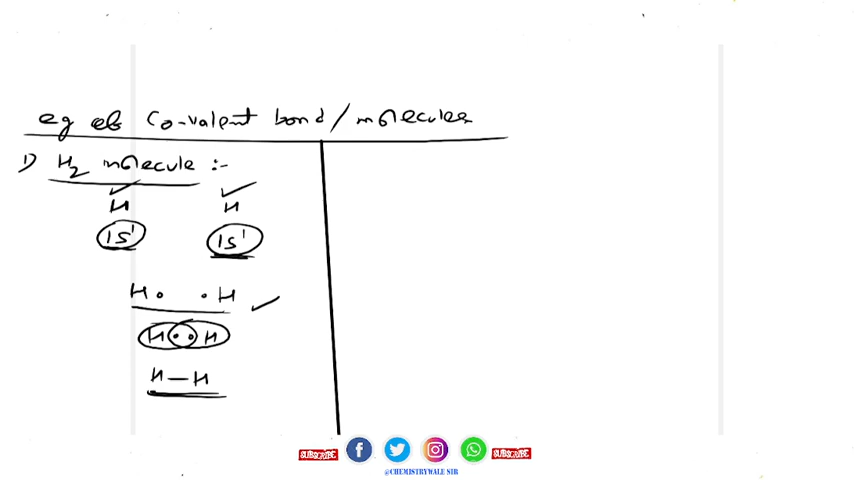 eg of Co-valent bond / molecules
1) H2 molecule :-
H H
1S¹ 1S¹
H• •H
H••H
H—H
SUBSCRIBE SUBSCRIBE
@CHEMISTRYWALE SIR